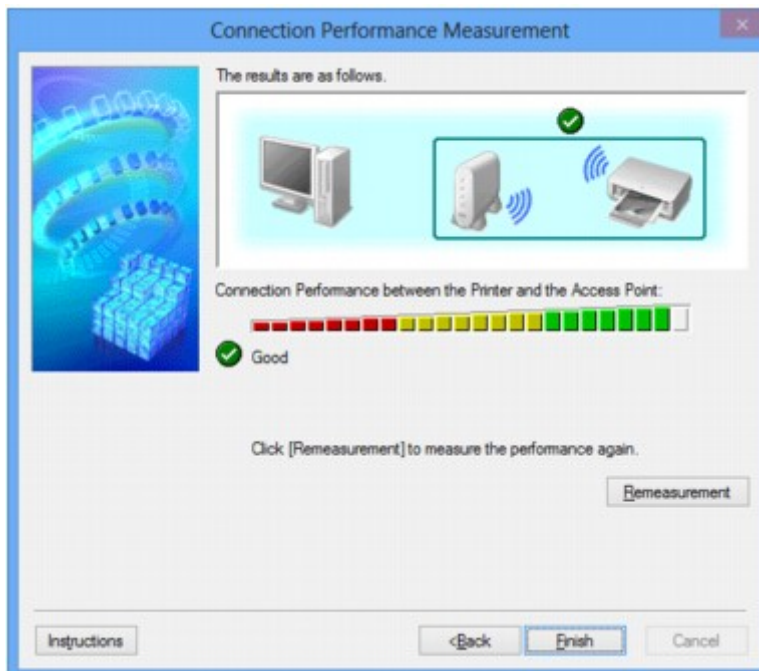 Connection Performance Measurement
The results are as follows.
Connection Performance between the Printer and the Access Point:
Good
Click [Remeasurement] to measure the performance again.
Remeasurement
Instructions
<Back
Finish
Cancel